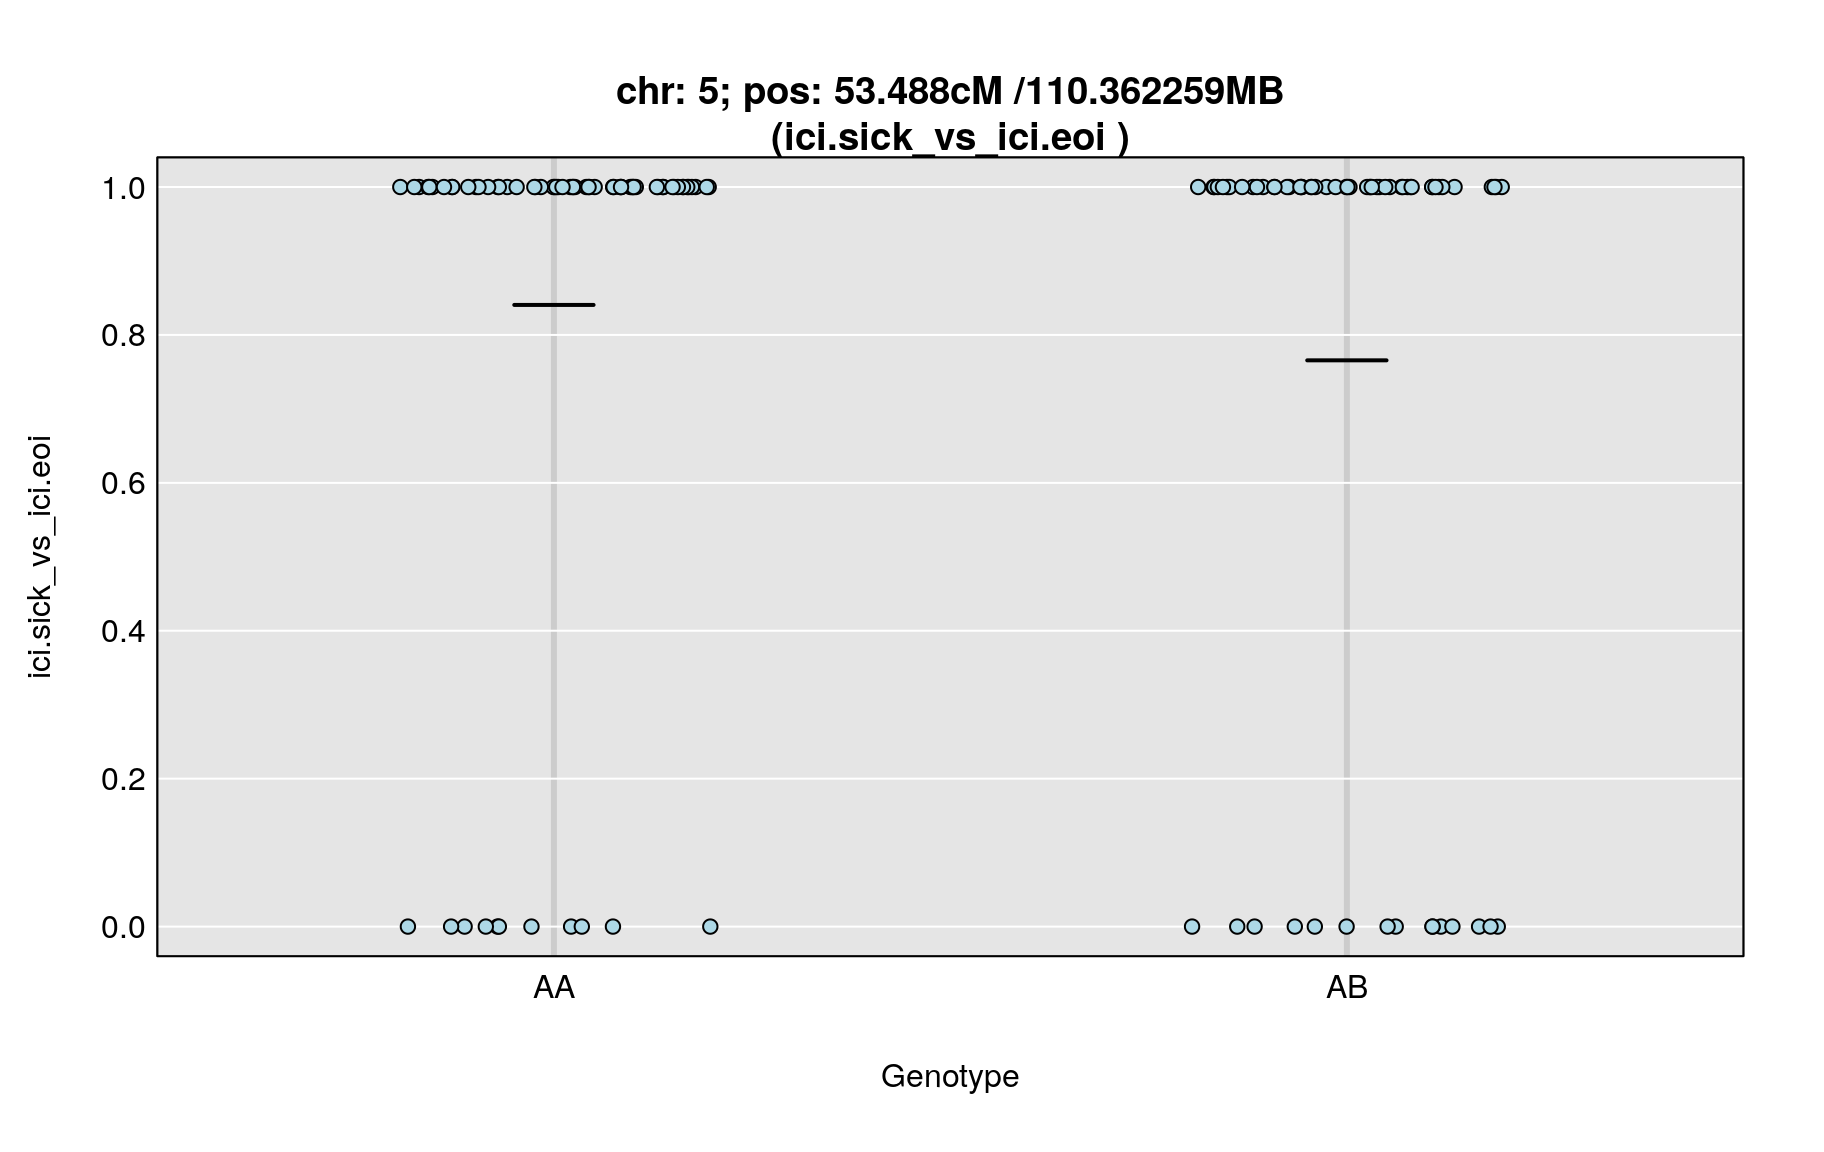 chr: 5; pos: 53.488cM /110.362259MB
(ici.sick_vs_ici.eoi )
ici.sick_vs_ici.eoi
1.0
0.8
0.6
0.4
0.2
0.0
AA AB
Genotype